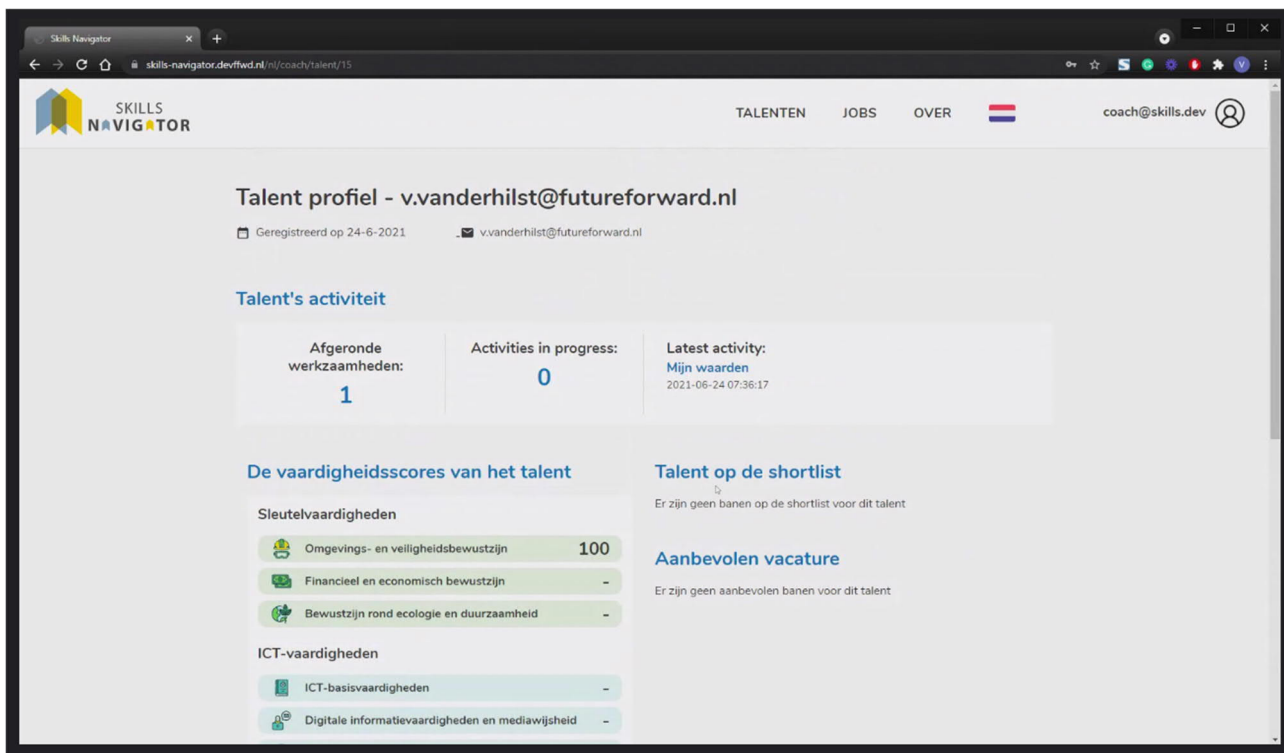 Skills Navigator
skills-navigator.devffwd.nl/nl/coach/talent/15
SKILLS
NAVIGATOR
TALENTEN
JOBS
OVER
coach@skills.dev
Talent profiel - v.vanderhilst@futureforward.nl
Geregistreerd op 24-6-2021
v.vanderhilst@futureforward.nl
Talent's activiteit
Afgeronde
werkzaamheden:
1
Activities in progress:
0
Latest activity:
Mijn waarden
2021-06-24 07:36:17
De vaardigheidsscores van het talent
Sleutelvaardigheden
Omgevings- en veiligheidsbewustzijn 100
Financieel en economisch bewustzijn -
Bewustzijn rond ecologie en duurzaamheid -
ICT-vaardigheden
ICT-basisvaardigheden -
Digitale informatievaardigheden en mediawijsheid -
Talent op de shortlist
Er zijn geen banen op de shortlist voor dit talent
Aanbevolen vacature
Er zijn geen aanbevolen banen voor dit talent